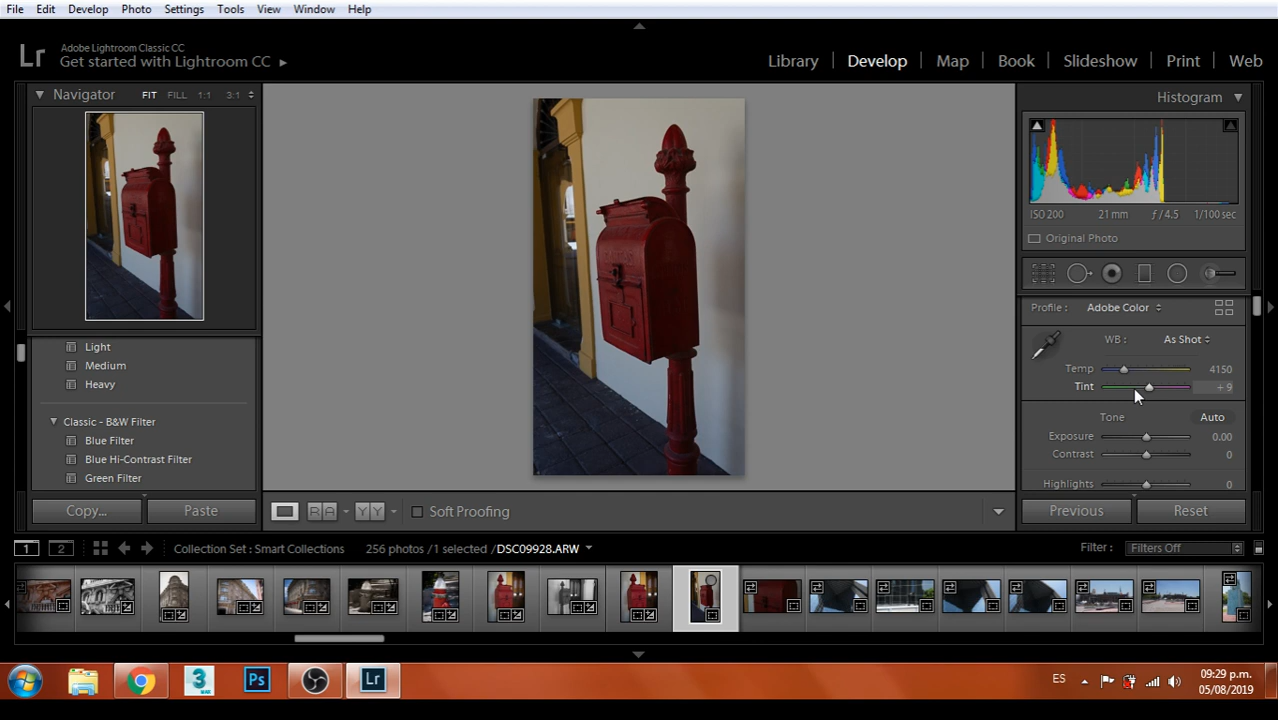 File Edit Develop Photo Settings Tools View Window Help
Lr
Adobe Lightroom Classic CC
Get started with Lightroom CC
Library Develop Map Book Slideshow Print Web
Navigator FIT FILL 1:1 3:1
Histogram
ISO 200 21 mm ƒ / 4.5 1/100 sec
Original Photo
Profile : Adobe Color
WB : As Shot
Temp 4150
Tint + 9
Tone Auto
Exposure 0.00
Contrast 0
Highlights 0
Light
Medium
Heavy
Classic - B&W Filter
Blue Filter
Blue Hi-Contrast Filter
Green Filter
Copy... Paste
R A Y Y Soft Proofing
Previous Reset
1 2 Collection Set : Smart Collections 256 photos / 1 selected / DSC09928.ARW
Filter : Filters Off
3 MAX Ps Lr
ES 09:29 p.m.
05/08/2019